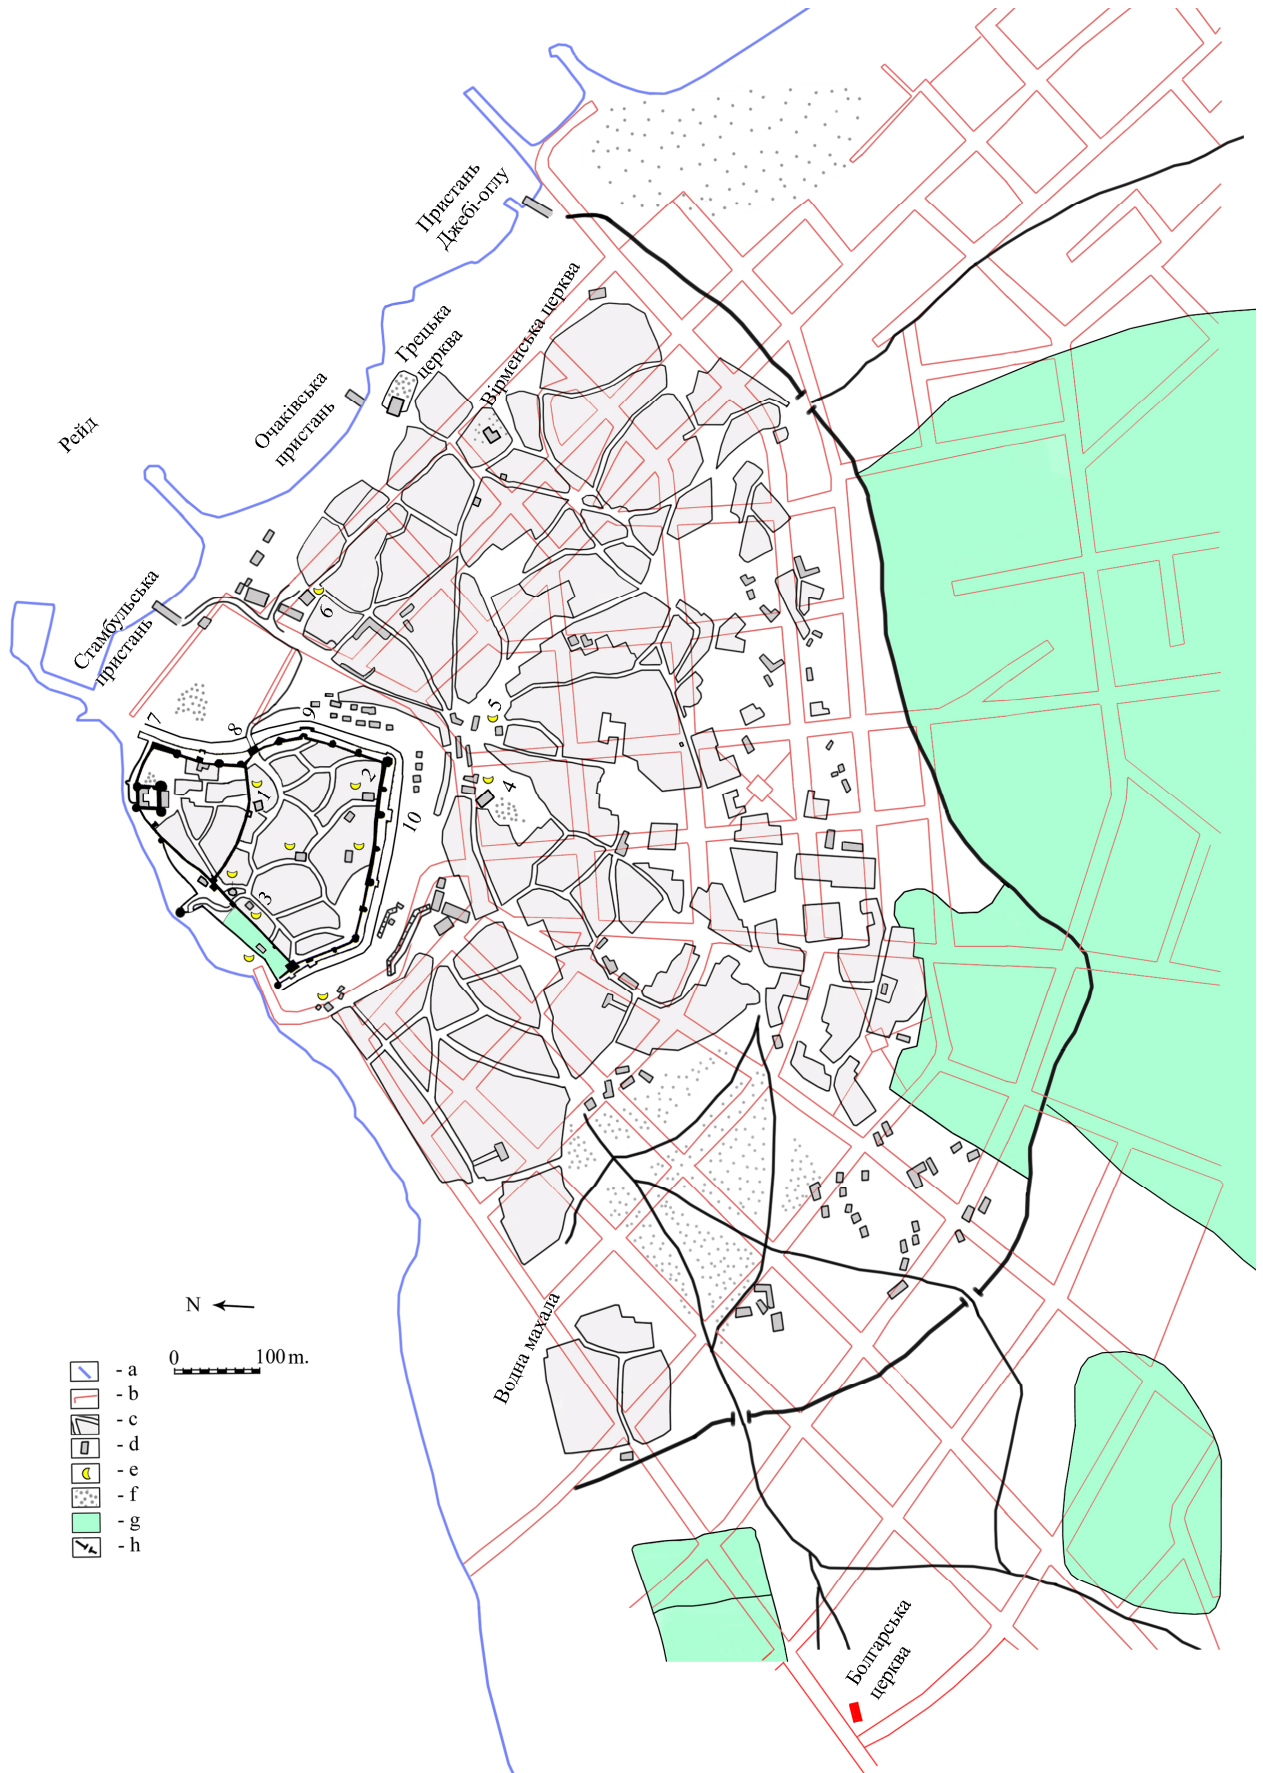 Пристань
Джебі-оглу
Вірменська церква
Грецька
церква
Очаківська
пристань
Рейд
Стамбульська
пристань
6
7
8
9
5
2
1
4
10
3
Водна махала
N
0
100 m.
- a
- b
- c
- d
- e
- f
- g
- h
Болгарська
церква